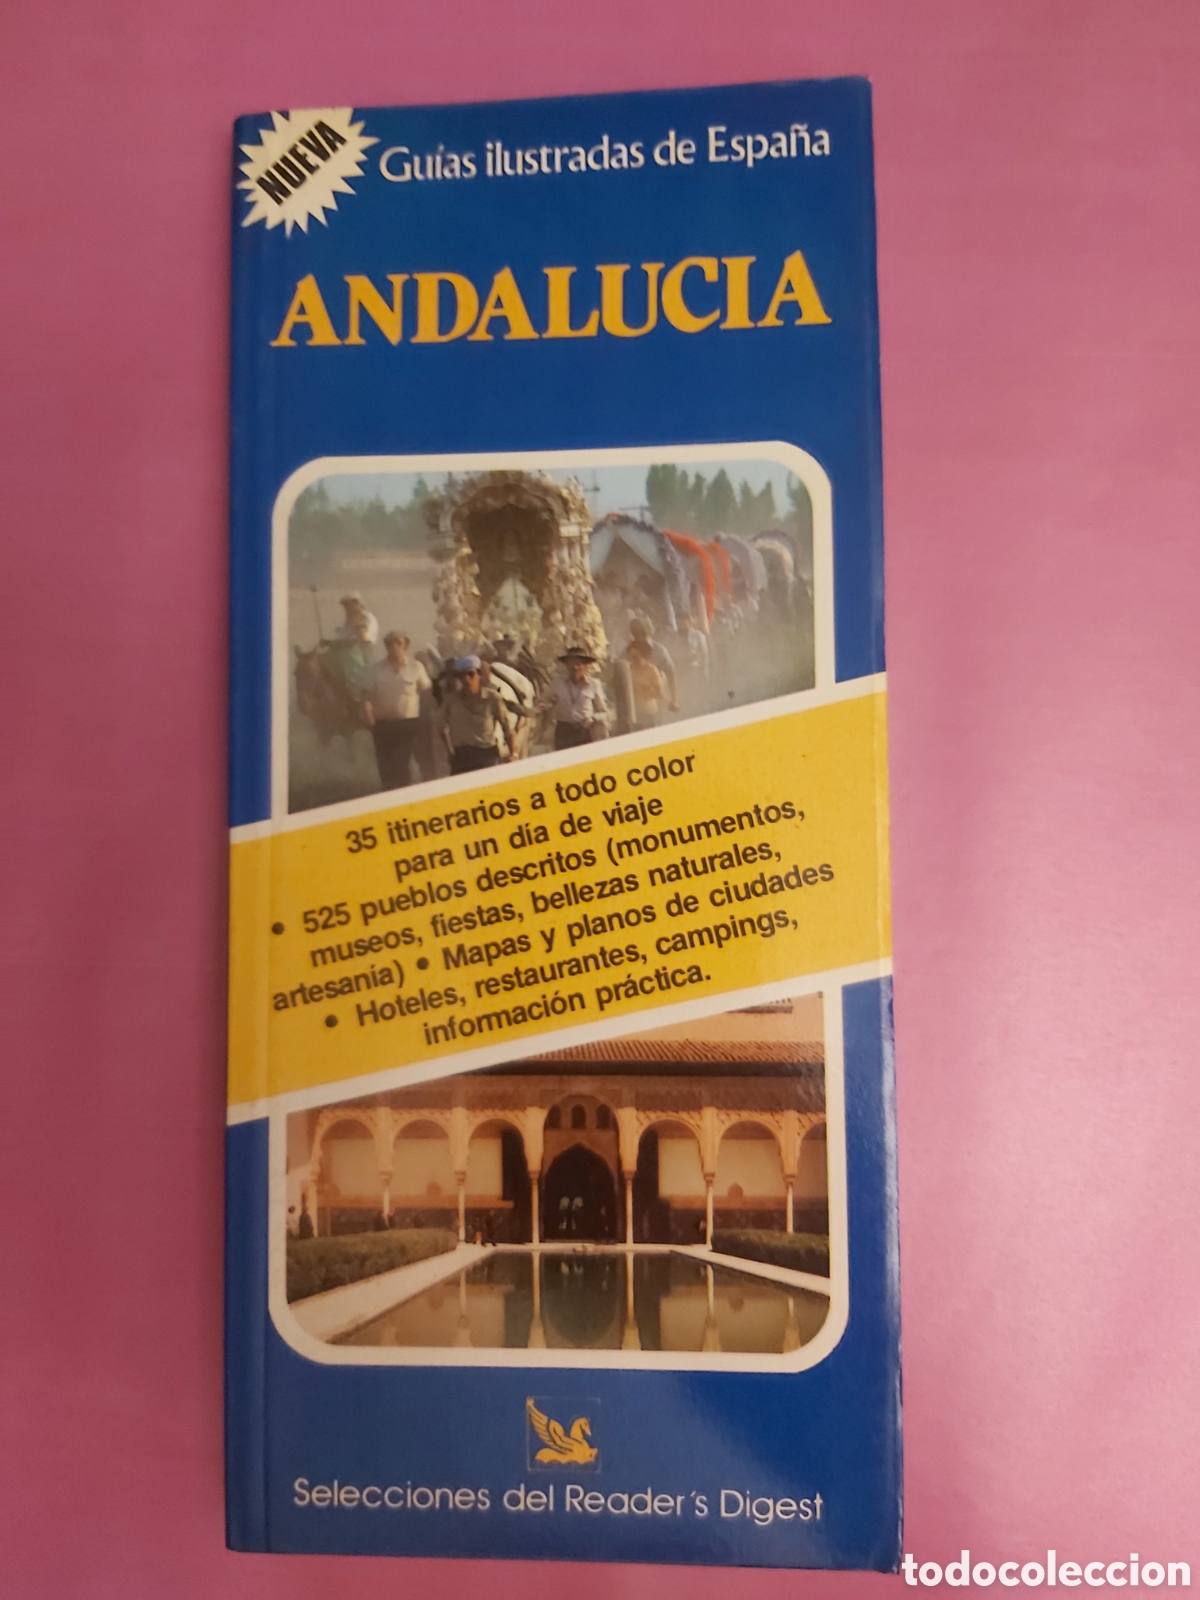 NUEVA
Guías ilustradas de España
ANDALUCIA
35 itinerarios a todo color
para un día de viaje
• 525 pueblos descritos (monumentos,
museos, fiestas, bellezas naturales,
artesanía) • Mapas y planos de ciudades
• Hoteles, restaurantes, campings,
información práctica.
Selecciones del Reader´s Digest
todocoleccion